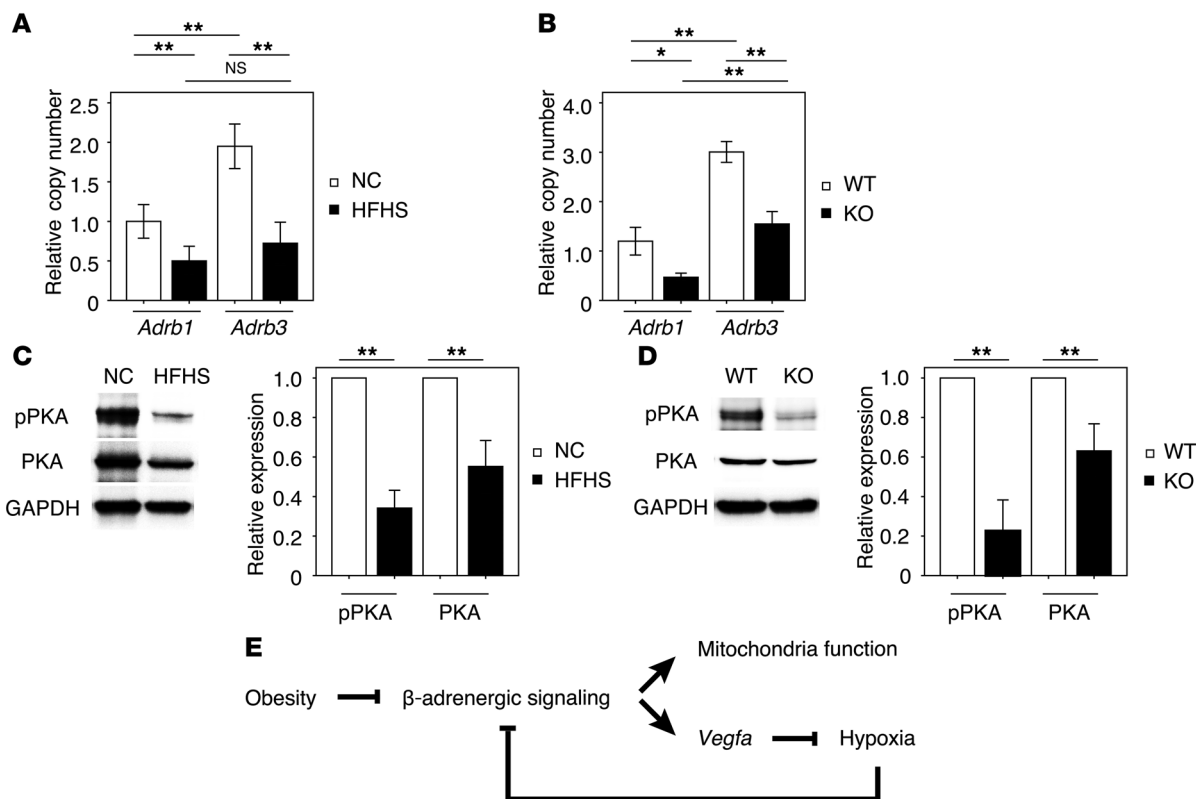 A
**
**
**
NS
Relative copy number
2.5
2.0
1.0
0.5
0
Adrb1
Adrb3
NC
HFHS
B
**
*
**
**
Relative copy number
4.0
3.0
2.0
1.0
0
Adrb1
Adrb3
WT
KO
C
NC HFHS
pPKA
PKA
GAPDH
**
**
Relative expression
1.0
0.8
0.6
0.4
0.2
0
pPKA
PKA
NC
HFHS
D
WT KO
pPKA
PKA
GAPDH
**
**
Relative expression
1.0
0.8
0.6
0.4
0.2
0
pPKA
PKA
WT
KO
E
Mitochondria function
Obesity
β-adrenergic signaling
Vegfa
Hypoxia